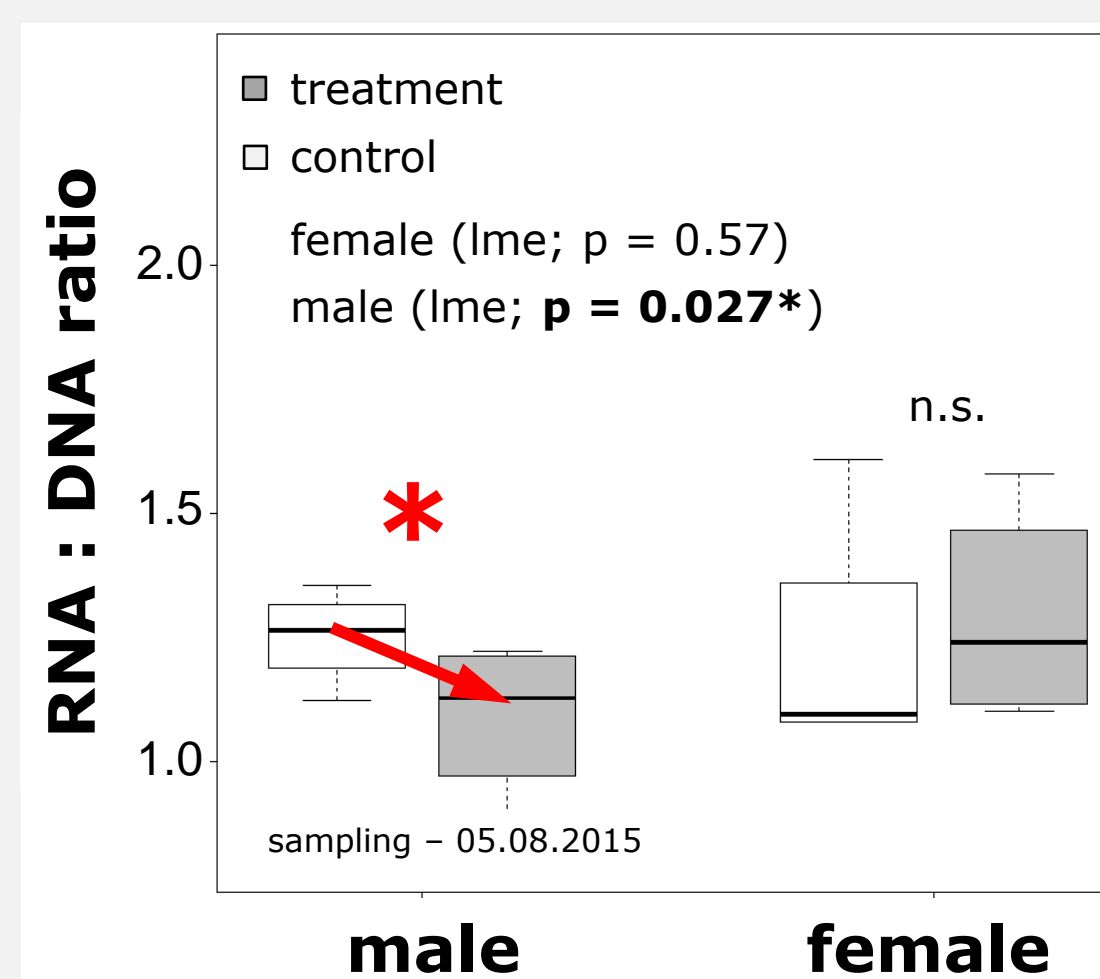 treatment
control
female (lme; p = 0.57)
male (lme; p = 0.027*)
RNA : DNA ratio
2.0
1.5
1.0
*
n.s.
sampling – 05.08.2015
male
female